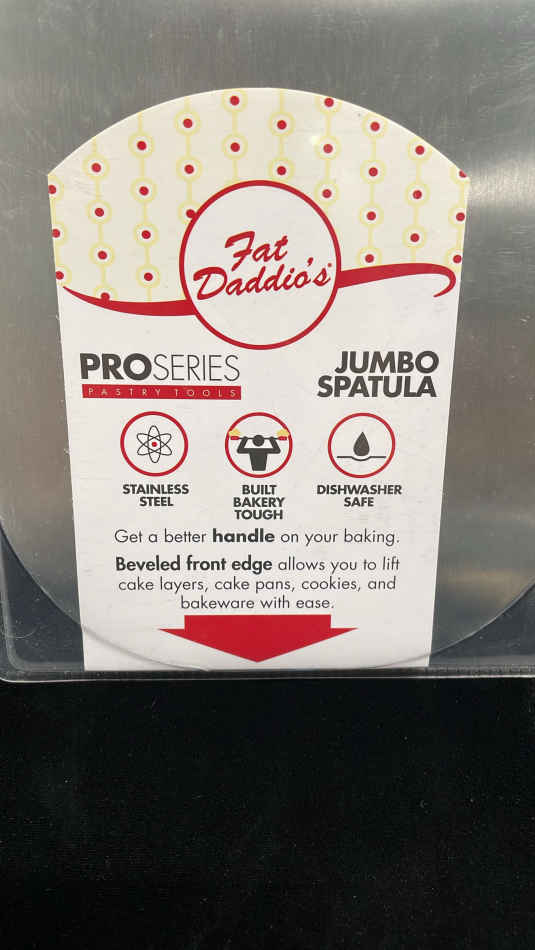 Fat
Daddio's®
PROSERIES
PASTRY TOOLS
JUMBO
SPATULA
STAINLESS
STEEL
BUILT
BAKERY
TOUGH
DISHWASHER
SAFE
Get a better handle on your baking.
Beveled front edge allows you to lift
cake layers, cake pans, cookies, and
bakeware with ease.